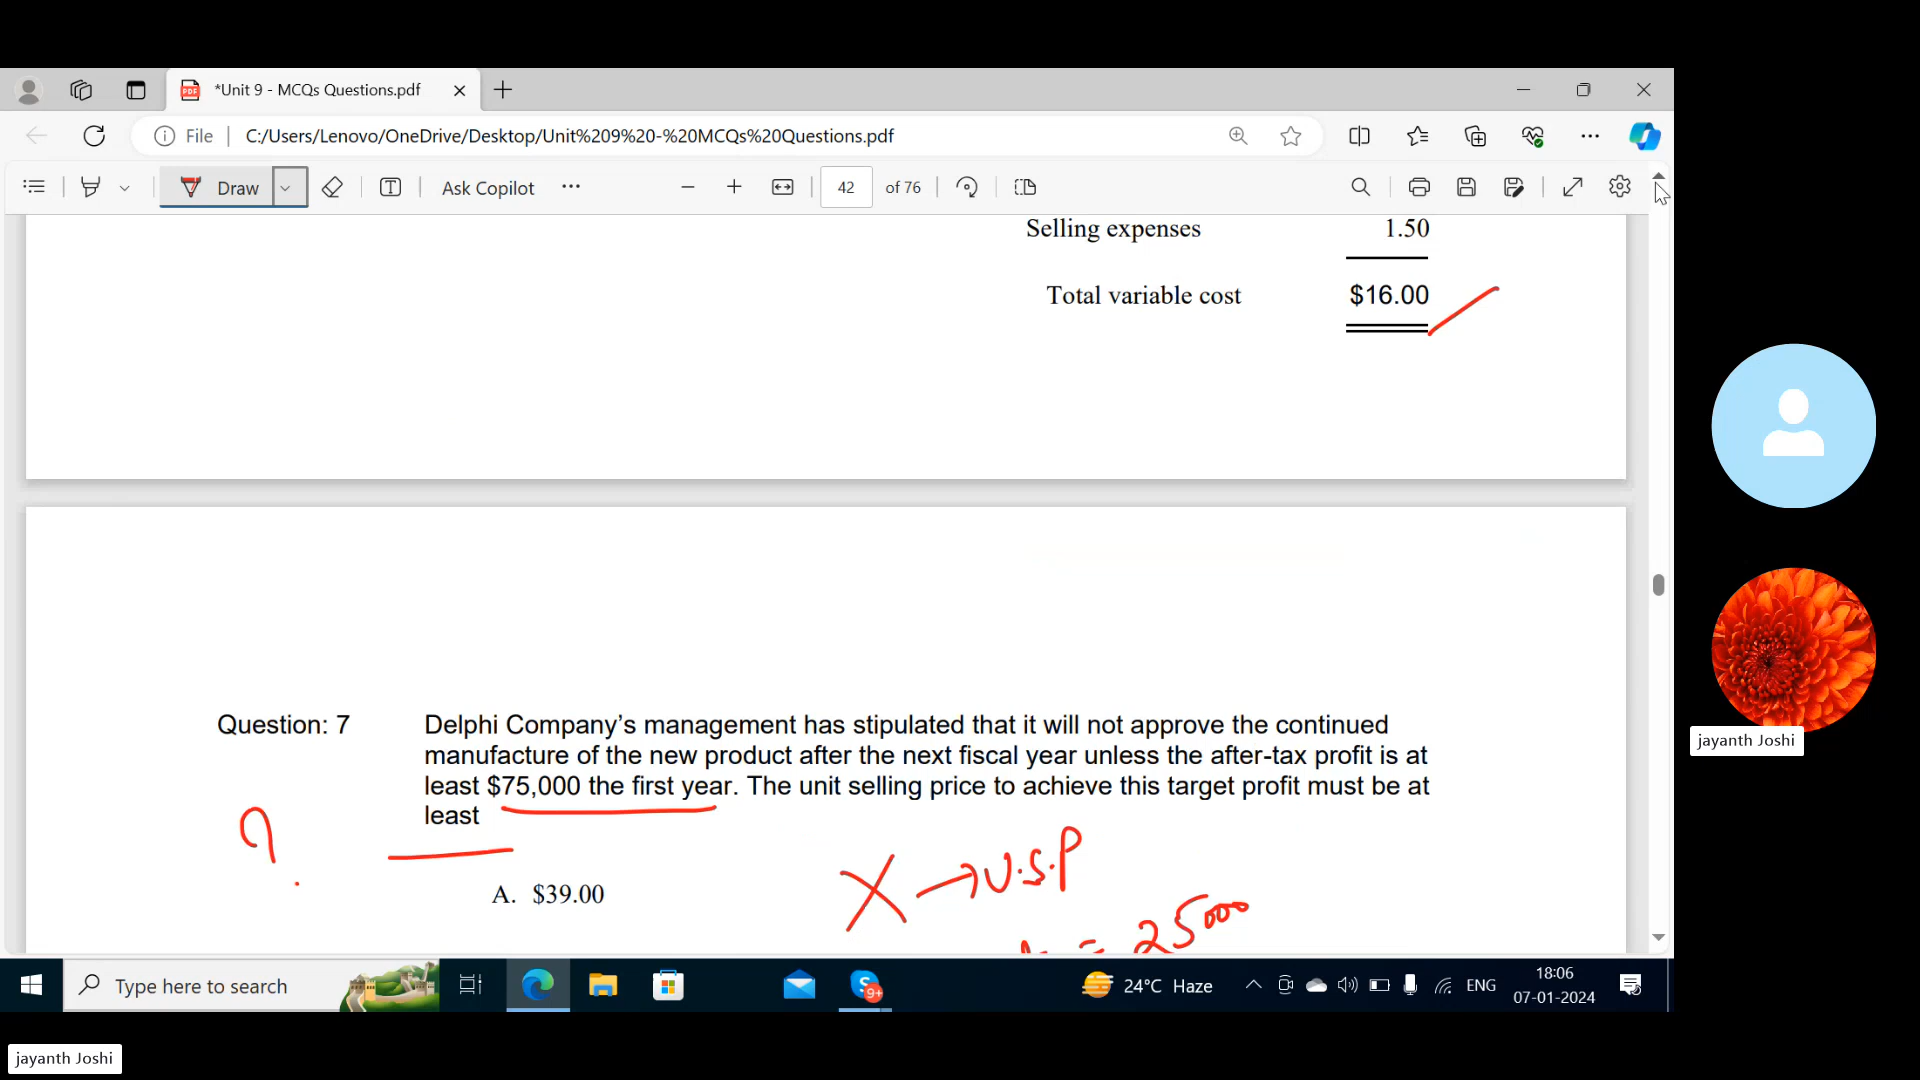 *Unit 9 - MCQs Questions.pdf
File
C:/Users/Lenovo/OneDrive/Desktop/Unit%209%20-%20MCQs%20Questions.pdf
Draw
Ask Copilot
42 of 76
Selling expenses 1.50
Total variable cost $16.00
Question: 7 Delphi Company’s management has stipulated that it will not approve the continued
manufacture of the new product after the next fiscal year unless the after-tax profit is at
least $75,000 the first year. The unit selling price to achieve this target profit must be at
least
?
X → U.S.P
A. $39.00
= 25000
jayanth Joshi
Type here to search
9+
24°C Haze
ENG
18:06
07-01-2024
jayanth Joshi